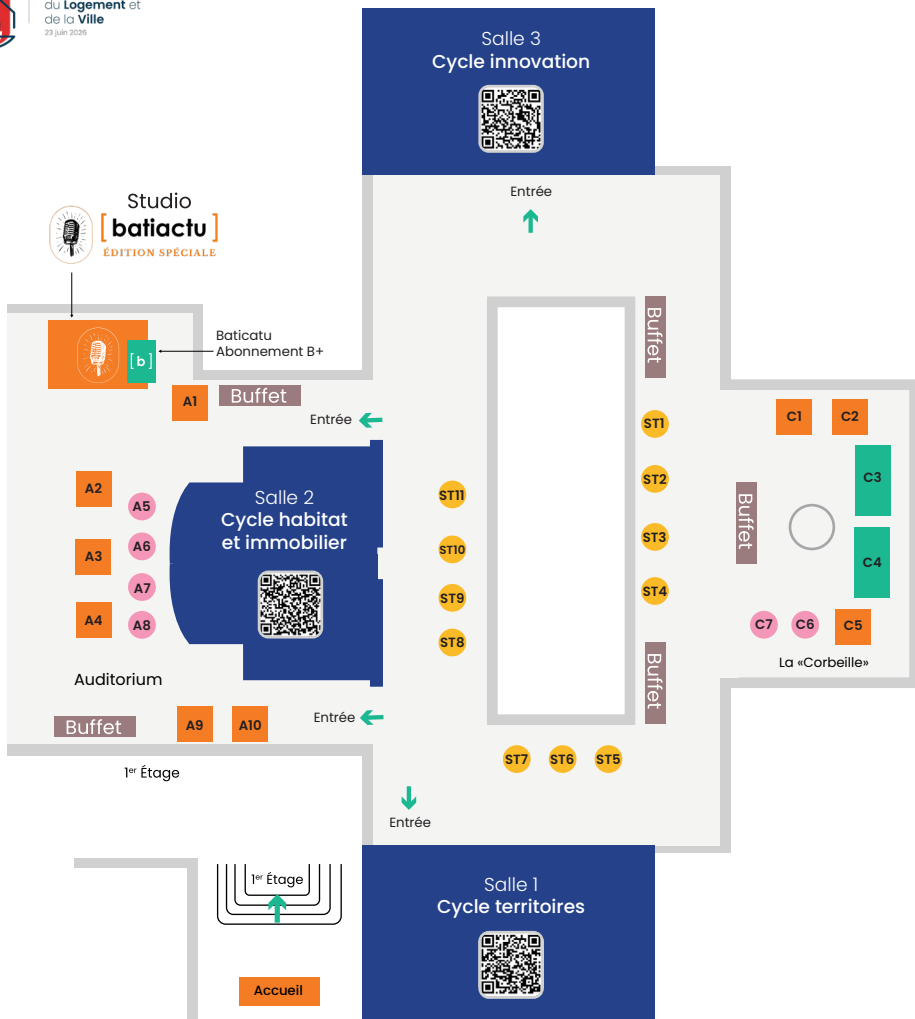 du Logement et
de la Ville
23 juin 2026
Salle 3
Cycle innovation
Entrée
Studio
[batiactu]
ÉDITION SPÉCIALE
Baticatu
Abonnement B+
[b]
A1
Buffet
Entrée
Buffet
ST1
ST2
ST3
ST4
Buffet
C1
C2
C3
C4
Buffet
C7
C6
C5
La «Corbeille»
A2
A3
A4
A5
A6
A7
A8
Salle 2
Cycle habitat
et immobilier
ST11
ST10
ST9
ST8
Auditorium
Buffet
A9
A10
Entrée
ST7
ST6
ST5
1er Étage
Entrée
1er Étage
Accueil
Salle 1
Cycle territoires